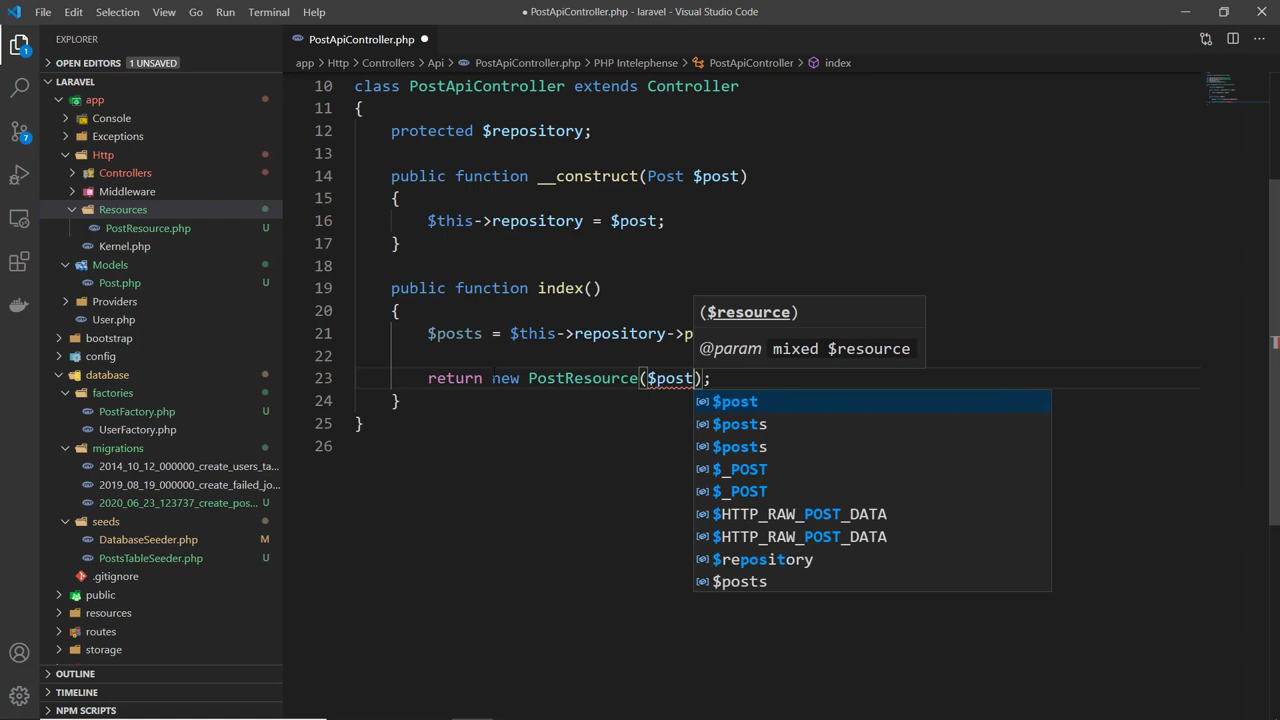 File Edit Selection View Go Run Terminal Help
● PostApiController.php - laravel - Visual Studio Code
EXPLORER
OPEN EDITORS 1 UNSAVED
LARAVEL
app
Console
Exceptions
Http
Controllers
Middleware
Resources
PostResource.php U
Kernel.php
Models
Post.php U
Providers
User.php
bootstrap
config
database
factories
PostFactory.php U
UserFactory.php
migrations
2014_10_12_000000_create_users_ta...
2019_08_19_000000_create_failed_jo...
2020_06_23_123737_create_pos... U
seeds
DatabaseSeeder.php M
PostsTableSeeder.php U
.gitignore
public
resources
routes
storage
OUTLINE
TIMELINE
NPM SCRIPTS
1
7
PostApiController.php ●
app > Http > Controllers > Api > PostApiController.php > PHP Intelephense > PostApiController > index
10 class PostApiController extends Controller
11 {
12 protected $repository;
13
14 public function __construct(Post $post)
15 {
16 $this->repository = $post;
17 }
18
19 public function index()
20 {
21 $posts = $this->repository->p
22
23 return new PostResource($post);
24 }
25 }
26
($resource)
@param mixed $resource
$post
$posts
$posts
$_POST
$_POST
$HTTP_RAW_POST_DATA
$HTTP_RAW_POST_DATA
$repository
$posts